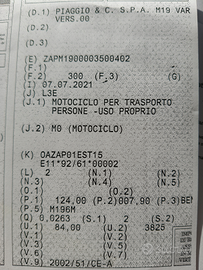 (D.1) PIAGGIO & C. S.P.A. M19 VAR
VERS.00
(D.2)
(D.3)
(E) ZAPM1900003500402
(F.1)
(F.2) 300 (F.3) (G)
(I) 07.07.2021
(J) L3E
(J.1) MOTOCICLO PER TRASPORTO
PERSONE -USO PROPRIO
(J.2) M0 (MOTOCICLO)
(K) OAZAP01EST15
E11*92/61*00002
(L) 2 (N.1) (N.2)
(N.3) (N.4) (N.5)
(O.1) (O.2)
(P.1) 124,00 (P.2)007,90 (P.3)BEN
(P.5) M196M
(Q) 0,0263 (S.1) 2 (S.2)
(U.1) 84,00 (U.2) 3825
(V.1) (V.2)
(V.3) (V.5)
(V.6) (V.7)
(V.9) 2002/51/CE-A